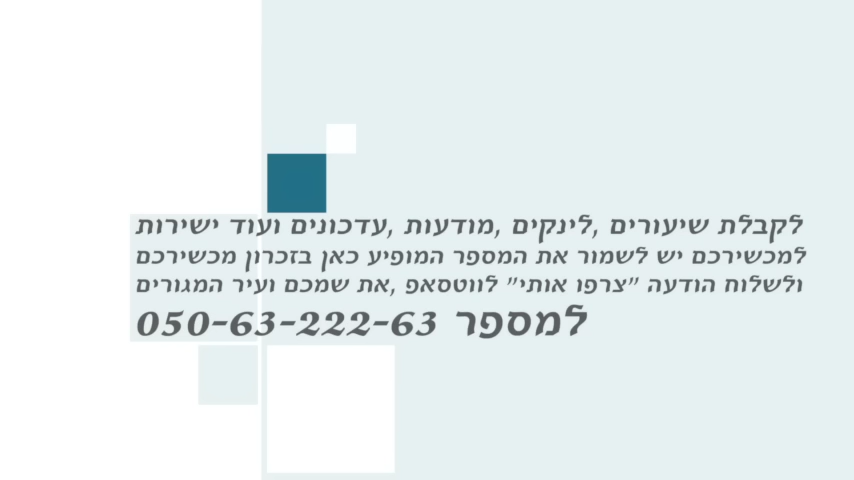 לקבלת שיעורים ,לינקים, מודעות ,עדכונים ועוד ישירות
למכשירכם יש לשמור את המספר המופיע כאן בזכרון מכשירכם
ולשלוח הודעה "צרפו אותי" לווטסאפ ,את שמכם ועיר המגורים
למספר 050-63-222-63